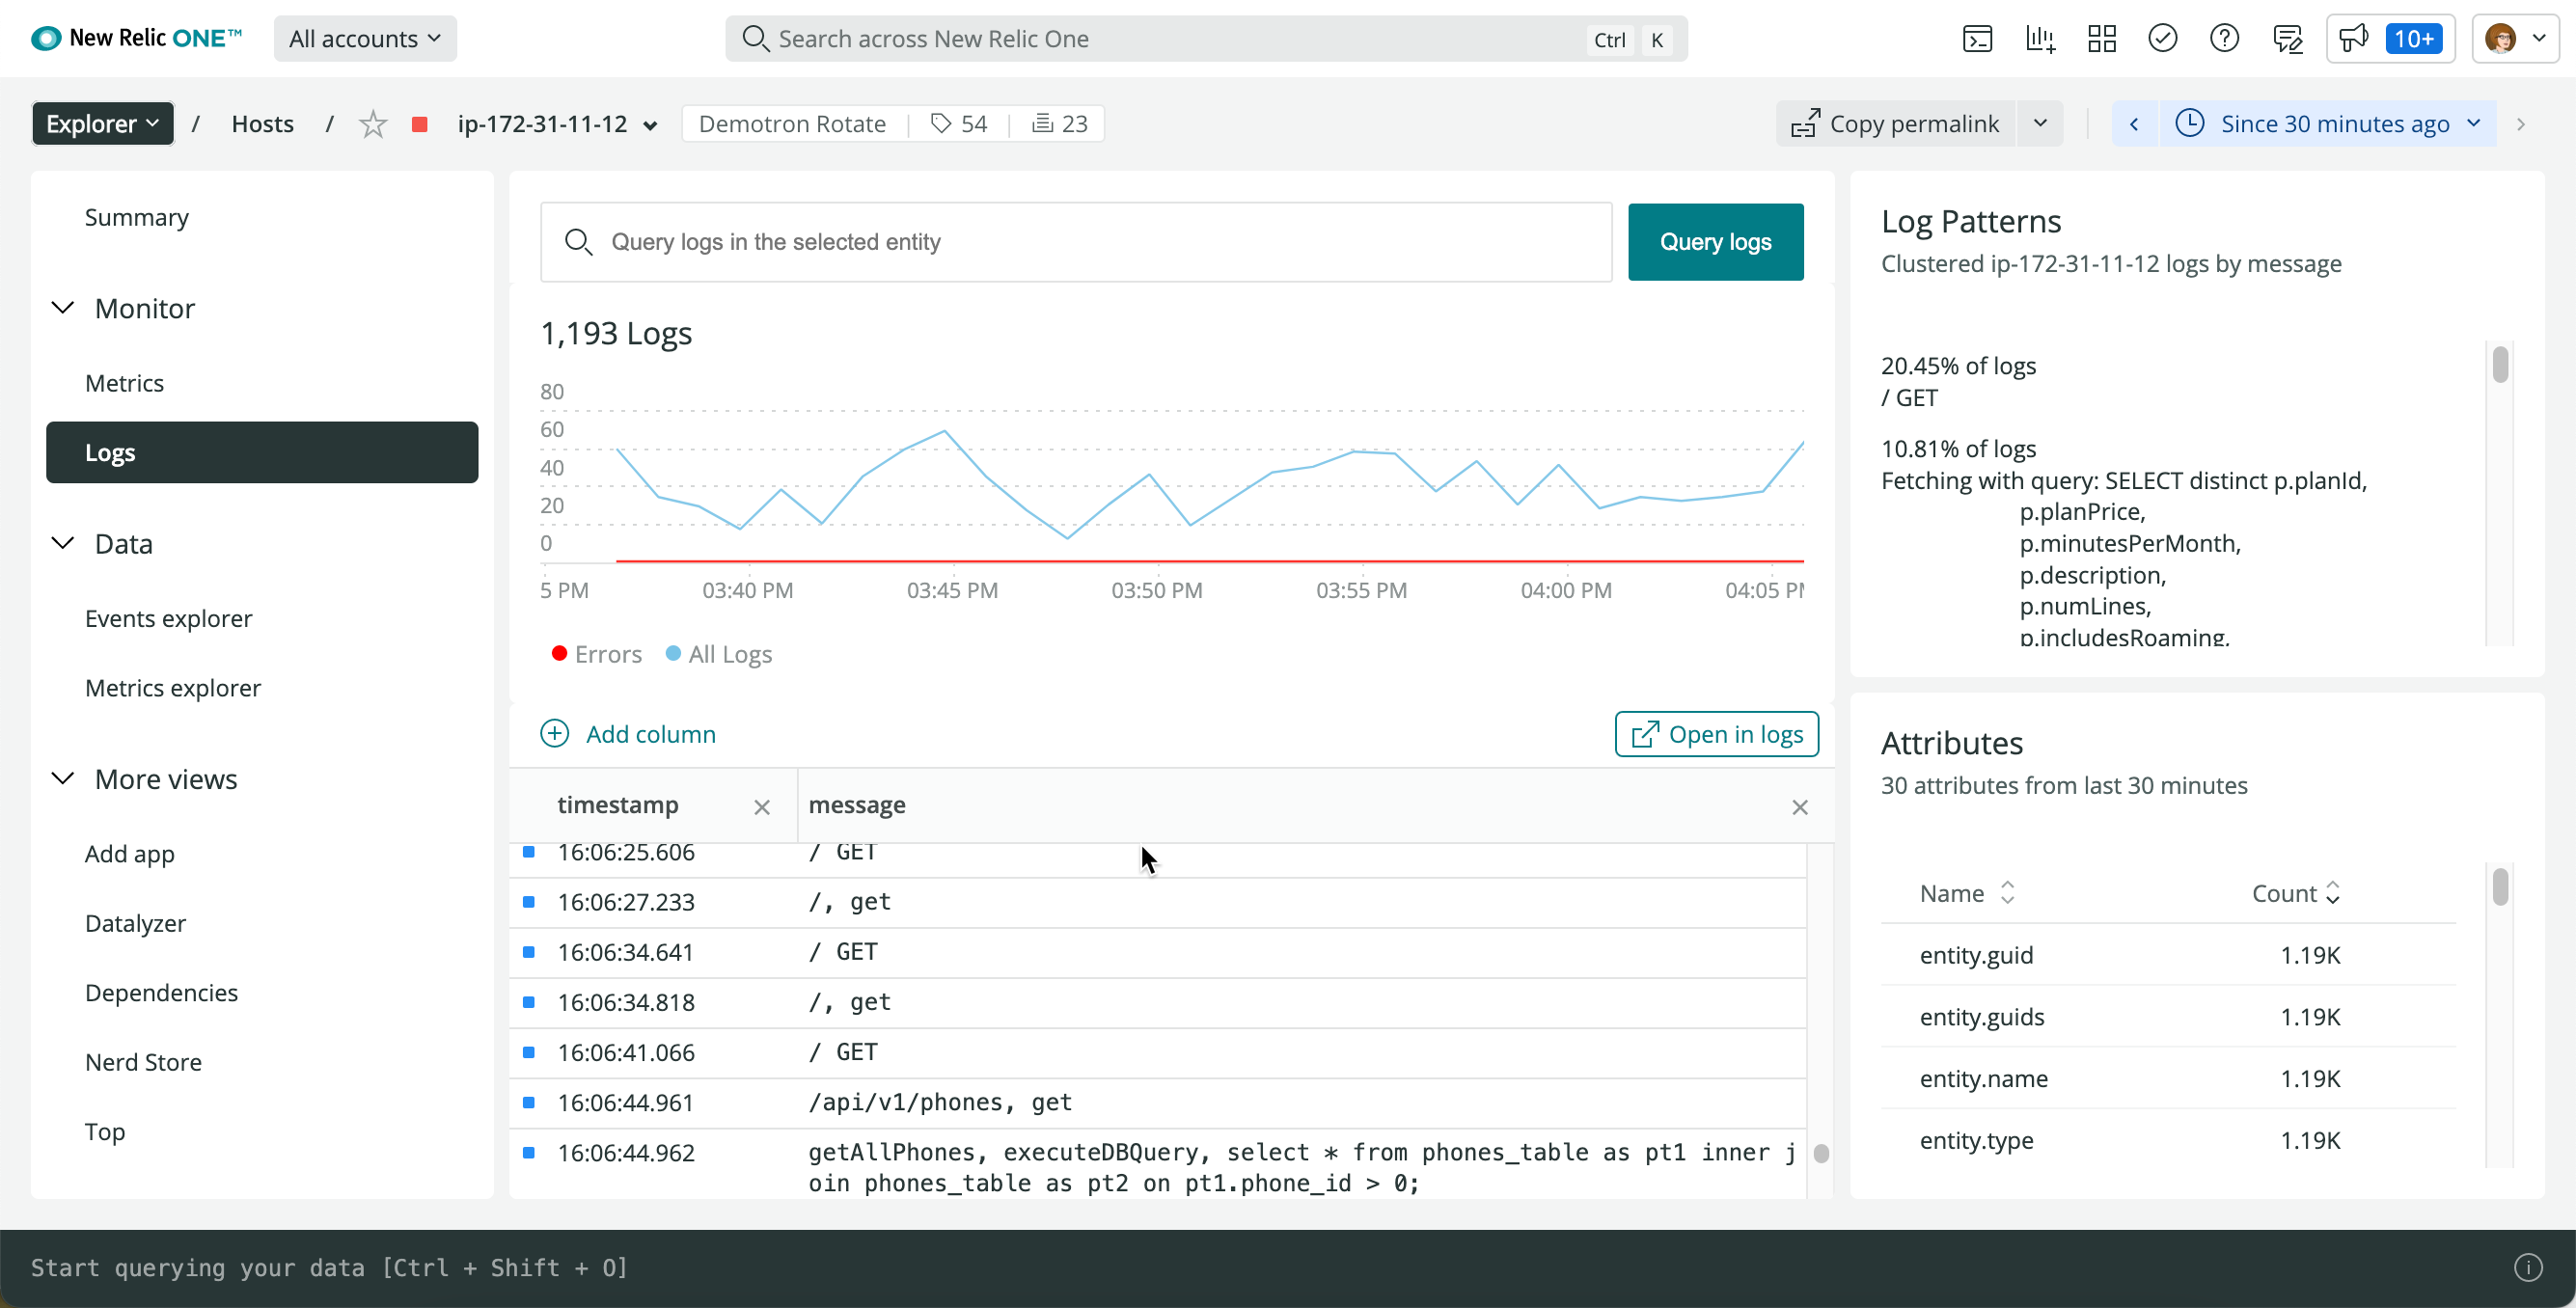 New Relic ONE™
All accounts
Search across New Relic One
Ctrl K
10+
Explorer / Hosts / ip-172-31-11-12
Demotron Rotate 54 23
Copy permalink
Since 30 minutes ago
Summary
Monitor
Metrics
Logs
Data
Events explorer
Metrics explorer
More views
Add app
Datalyzer
Dependencies
Nerd Store
Top
Query logs in the selected entity
Query logs
1,193 Logs
80
60
40
20
0
5 PM 03:40 PM 03:45 PM 03:50 PM 03:55 PM 04:00 PM 04:05 PM
Errors All Logs
Add column
Open in logs
timestamp message
16:06:25.606 / GET
16:06:27.233 /, get
16:06:34.641 / GET
16:06:34.818 /, get
16:06:41.066 / GET
16:06:44.961 /api/v1/phones, get
16:06:44.962 getAllPhones, executeDBQuery, select * from phones_table as pt1 inner j
oin phones_table as pt2 on pt1.phone_id > 0;
Log Patterns
Clustered ip-172-31-11-12 logs by message
20.45% of logs
/ GET
10.81% of logs
Fetching with query: SELECT distinct p.planId,
p.planPrice,
p.minutesPerMonth,
p.description,
p.numLines,
p.includesRoaming,
Attributes
30 attributes from last 30 minutes
Name Count
entity.guid 1.19K
entity.guids 1.19K
entity.name 1.19K
entity.type 1.19K
Start querying your data [Ctrl + Shift + O]